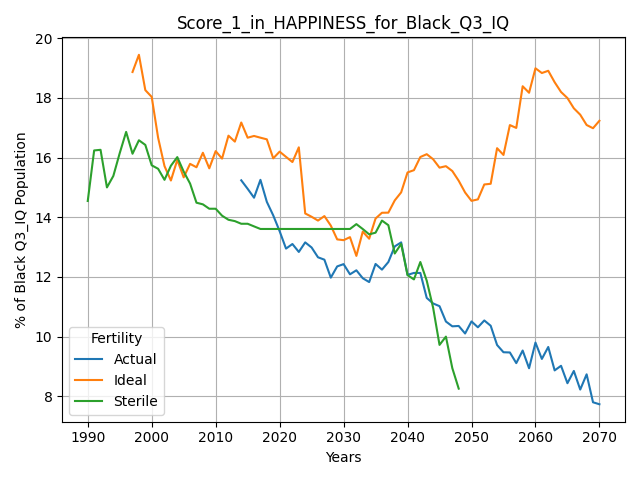 Score_1_in_HAPPINESS_for_Black_Q3_IQ
% of Black Q3_IQ Population
20
18
16
14
12
10
8
Fertility
Actual
Ideal
Sterile
1990 2000 2010 2020 2030 2040 2050 2060 2070
Years